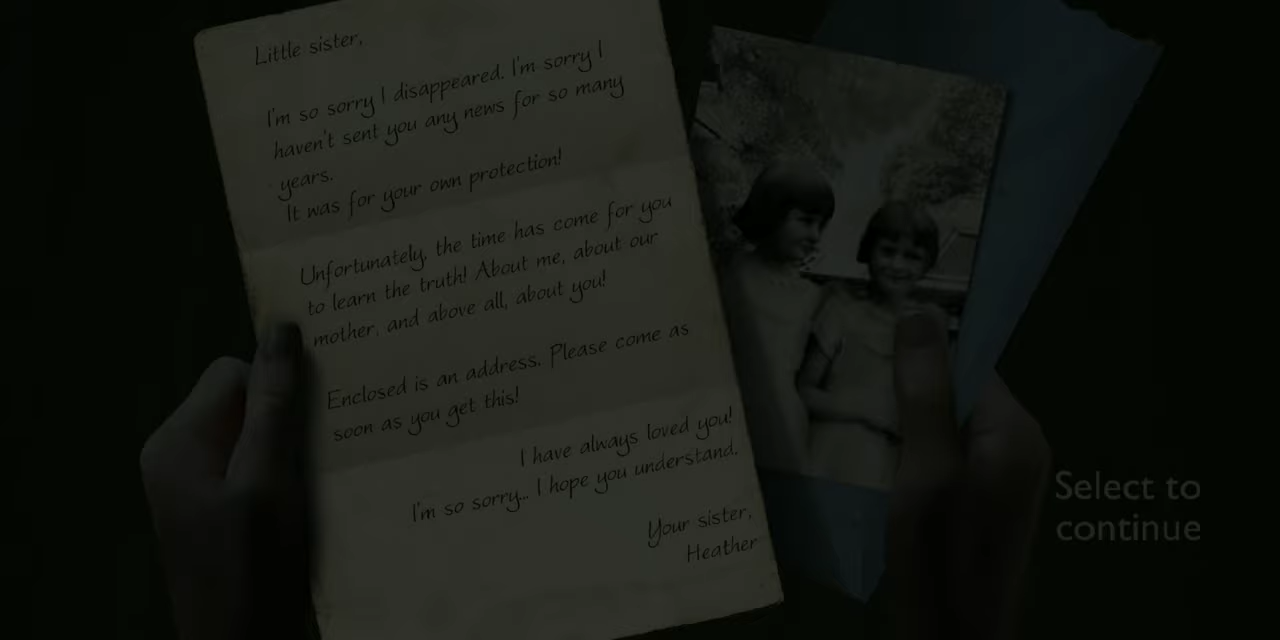 Little sister,
I'm so sorry I disappeared. I'm sorry I
haven't sent you any news for so many
years.
It was for your own protection!
Unfortunately, the time has come for you
to learn the truth! About me, about our
mother, and above all, about you!
Enclosed is an address. Please come as
soon as you get this!
I have always loved you!
I'm so sorry... I hope you understand.
Your sister,
Heather
Select to
continue